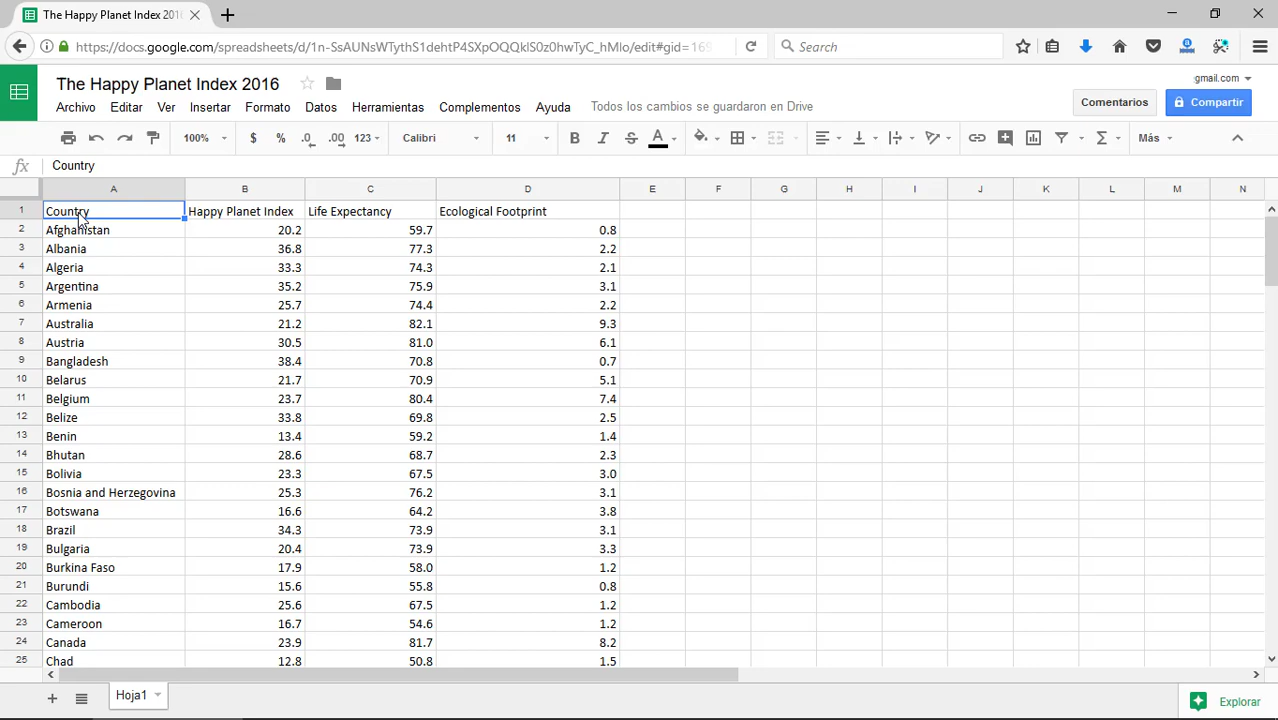 The Happy Planet Index 201
https://docs.google.com/spreadsheets/d/1n-SsAUNsWTythS1dehtP4SXpOQQklS0z0hwTyC_hMlo/edit#gid=169
Search
The Happy Planet Index 2016
gmail.com
Archivo Editar Ver Insertar Formato Datos Herramientas Complementos Ayuda Todos los cambios se guardaron en Drive
Comentarios Compartir
100% $ % .0 .00 123 Calibri 11 B I S A Más
fx Country
A B C D E F G H I J K L M N
1 Country Happy Planet Index Life Expectancy Ecological Footprint
2 Afghanistan 20.2 59.7 0.8
3 Albania 36.8 77.3 2.2
4 Algeria 33.3 74.3 2.1
5 Argentina 35.2 75.9 3.1
6 Armenia 25.7 74.4 2.2
7 Australia 21.2 82.1 9.3
8 Austria 30.5 81.0 6.1
9 Bangladesh 38.4 70.8 0.7
10 Belarus 21.7 70.9 5.1
11 Belgium 23.7 80.4 7.4
12 Belize 33.8 69.8 2.5
13 Benin 13.4 59.2 1.4
14 Bhutan 28.6 68.7 2.3
15 Bolivia 23.3 67.5 3.0
16 Bosnia and Herzegovina 25.3 76.2 3.1
17 Botswana 16.6 64.2 3.8
18 Brazil 34.3 73.9 3.1
19 Bulgaria 20.4 73.9 3.3
20 Burkina Faso 17.9 58.0 1.2
21 Burundi 15.6 55.8 0.8
22 Cambodia 25.6 67.5 1.2
23 Cameroon 16.7 54.6 1.2
24 Canada 23.9 81.7 8.2
25 Chad 12.8 50.8 1.5
Hoja1
Explorar